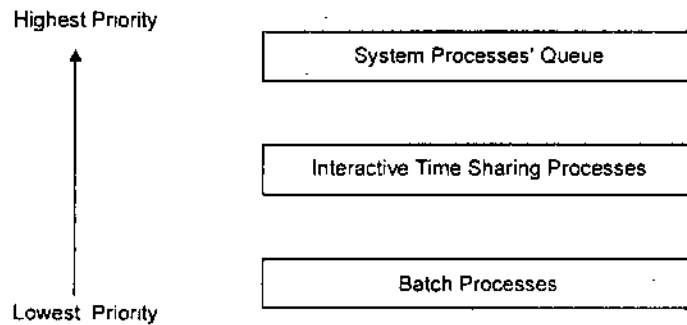 Highest Priority
System Processes' Queue
Interactive Time Sharing Processes
Batch Processes
Lowest Priority